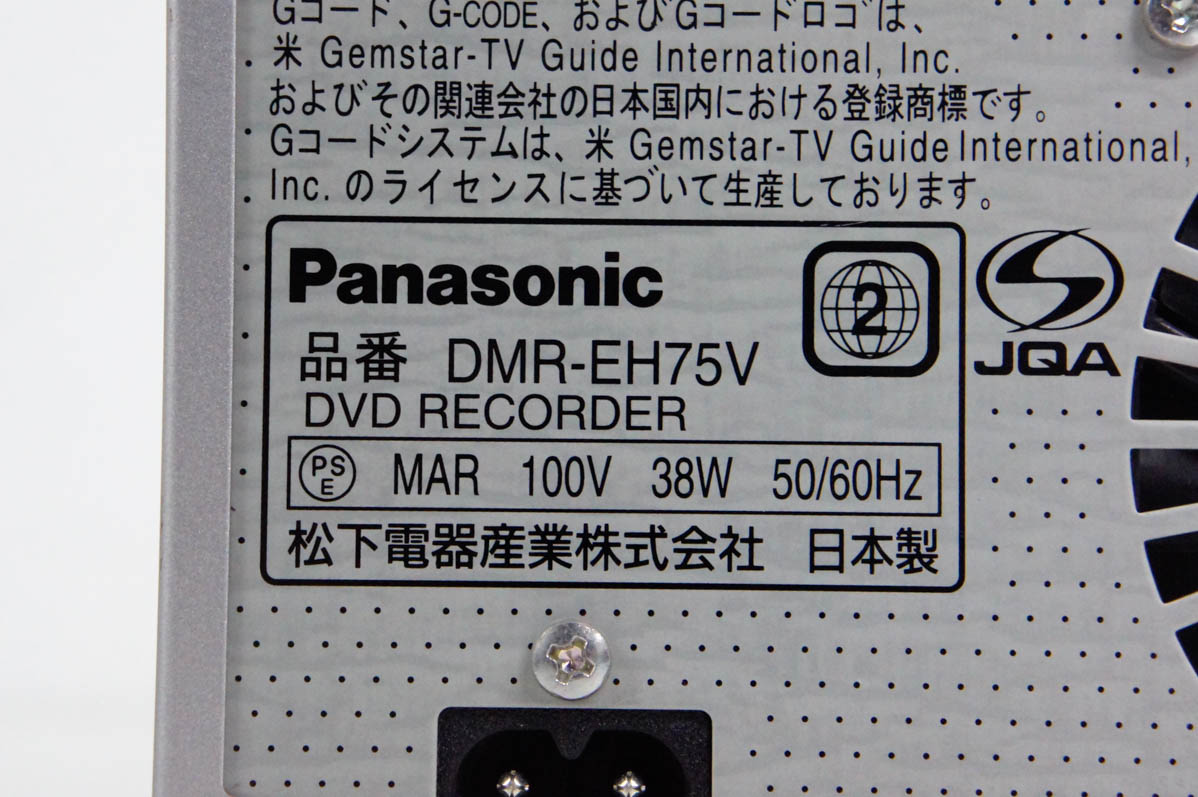 Gコード、G-CODE、およびGコードロゴは、
米 Gemstar-TV Guide International, Inc.
およびその関連会社の日本国内における登録商標です。
Gコードシステムは、米 Gemstar-TV Guide International,
Inc. のライセンスに基づいて生産しております。
Panasonic
2
JQA
品番 DMR-EH75V
DVD RECORDER
PS E MAR 100V 38W 50/60Hz
松下電器産業株式会社 日本製